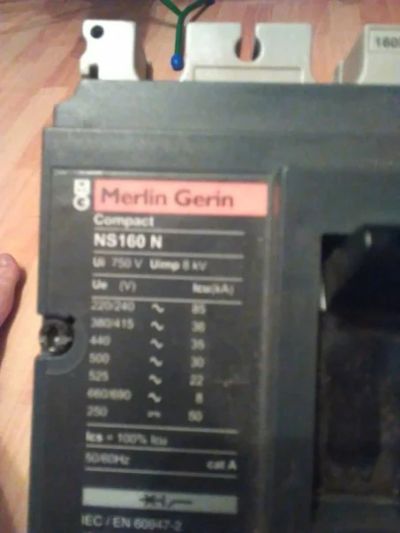 160
Merlin Gerin
Compact
NS160 N
Ui 750 V Uimp 8 kV
Ue (V) Icu(kA)
220/240 ~ 85
380/415 ~ 36
440 ~ 35
500 ~ 30
525 ~ 22
660/690 ~ 8
250 ⎓ 50
Ics = 100% Icu
50/60Hz cat.A
IEC / EN 60947-2